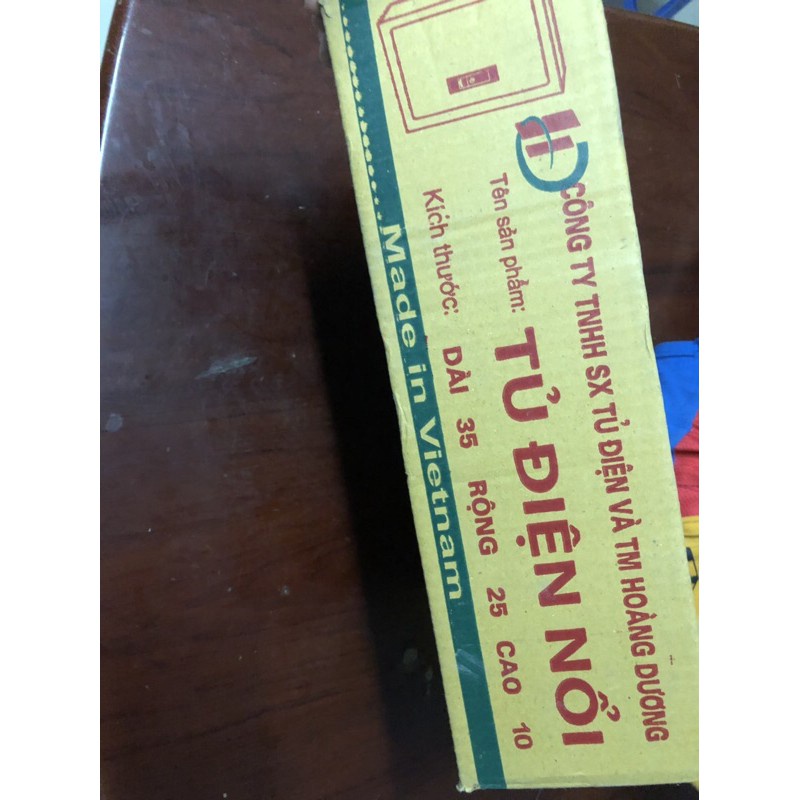 CÔNG TY TNHH SX TỦ ĐIỆN VÀ TM HOÀNG DƯƠNG
Tên sản phẩm: TỦ ĐIỆN NỔI
Kích thước: DÀI 35 RỘNG 25 CAO 10
Made in Vietnam